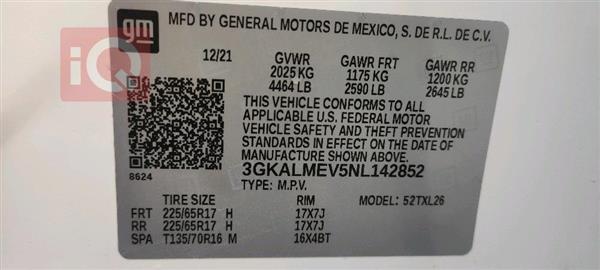 gm
MFD BY GENERAL MOTORS DE MEXICO, S. DE R.L. DE C.V.
iQ
12/21 GVWR GAWR FRT GAWR RR
2025 KG 1175 KG 1200 KG
4464 LB 2590 LB 2645 LB
THIS VEHICLE CONFORMS TO ALL
APPLICABLE U.S. FEDERAL MOTOR
VEHICLE SAFETY AND THEFT PREVENTION
STANDARDS IN EFFECT ON THE DATE OF
MANUFACTURE SHOWN ABOVE.
8624 3GKALMEV5NL142852
TYPE: M.P.V.
TIRE SIZE RIM MODEL: 52TXL26
FRT 225/65R17 H 17X7J
RR 225/65R17 H 17X7J
SPA T135/70R16 M 16X4BT